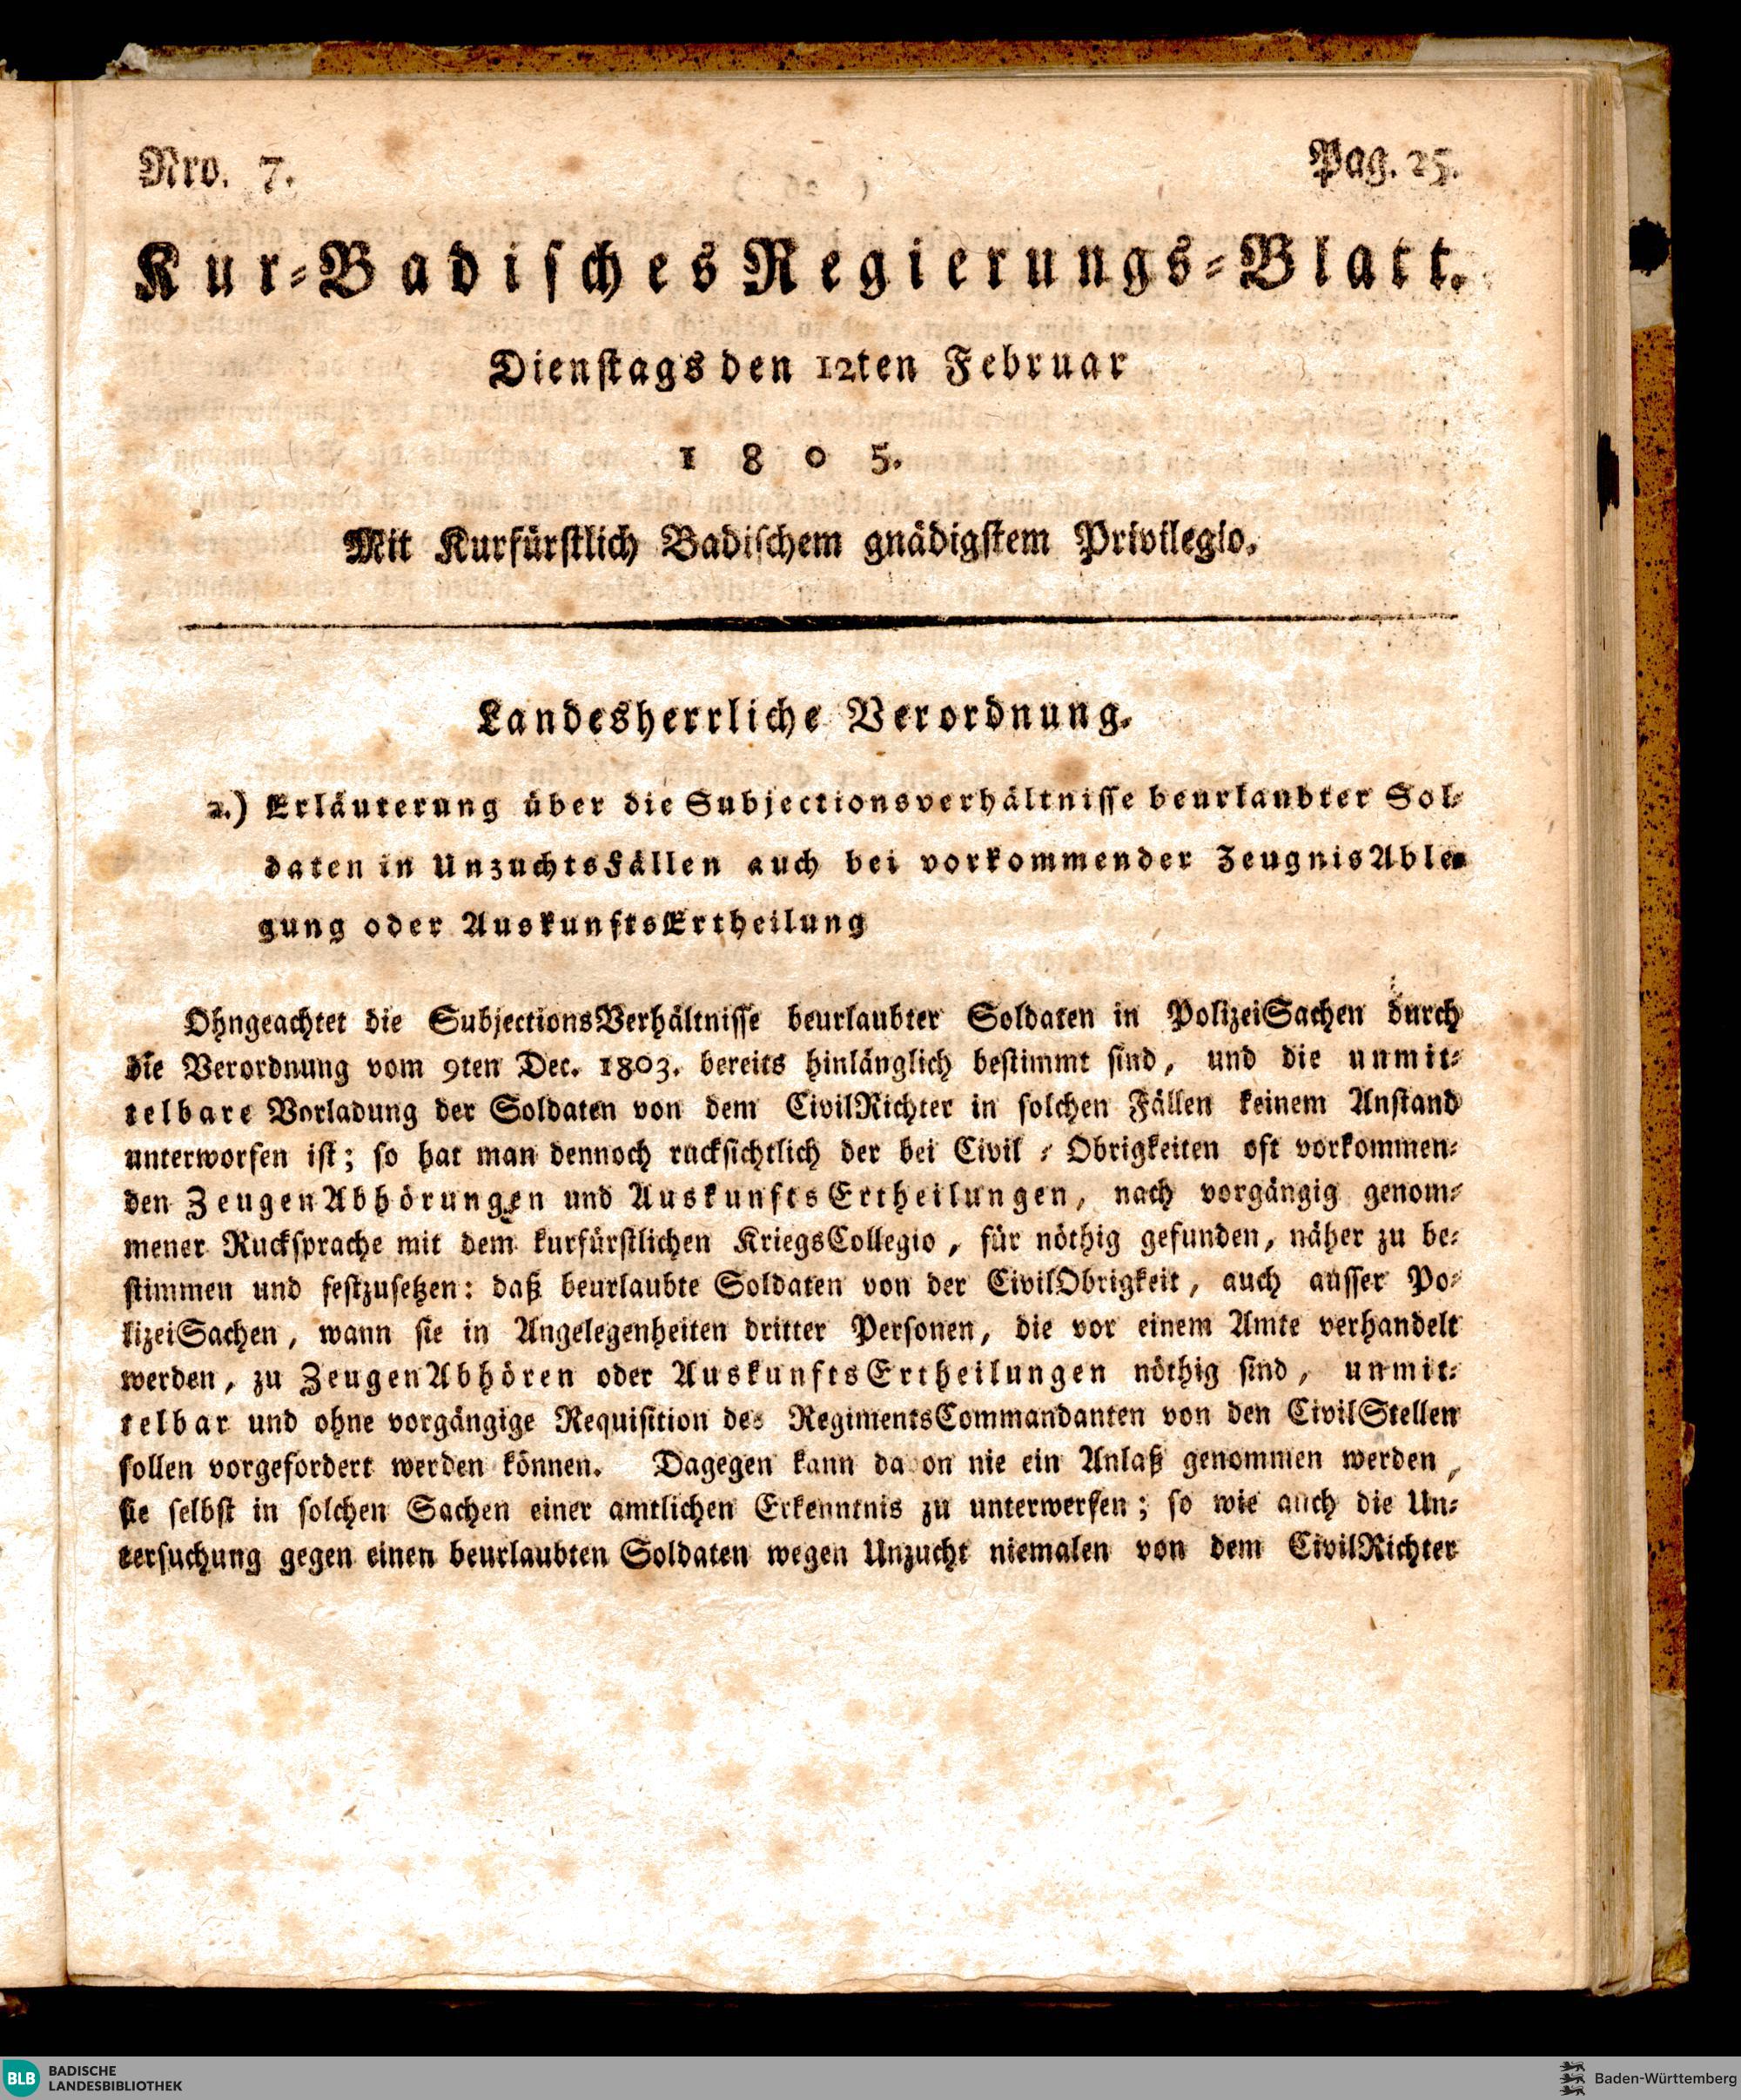 Nro. 7.
Pag. 25.
Kur-Badisches Regierungs-Blatt.
Dienstags den 12ten Februar
1805.
Mit Kurfürstlich Badischem gnädigstem Privilegio.
Landesherrliche Verordnung.
a.) Erläuterung über die Subjectionsverhältnisse beurlaubter Sol-
daten in UnzuchtsFällen auch bei vorkommender ZeugnisAble-
gung oder AuskunftsErtheilung
Ohngeachtet die SubjectionsVerhältnisse beurlaubter Soldaten in PolizeiSachen durch
die Verordnung vom 9ten Dec. 1803. bereits hinlänglich bestimmt sind, und die unmit-
telbare Vorladung der Soldaten von dem CivilRichter in solchen Fällen keinem Anstand
unterworfen ist; so hat man dennoch rucksichtlich der bei Civil-Obrigkeiten oft vorkommen-
den ZeugenAbhörungen und AuskunftsErtheilungen, nach vorgängig genom-
mener Rucksprache mit dem kurfürstlichen KriegsCollegio, für nöthig gefunden, näher zu be-
stimmen und festzusetzen: daß beurlaubte Soldaten von der CivilObrigkeit, auch ausser Po-
lizeiSachen, wann sie in Angelegenheiten dritter Personen, die vor einem Amte verhandelt
werden, zu ZeugenAbhören oder AuskunftsErtheilungen nöthig sind, unmit-
telbar und ohne vorgängige Requisition des RegimentsCommandanten von den CivilStellen
sollen vorgefordert werden können. Dagegen kann davon nie ein Anlaß genommen werden,
sie selbst in solchen Sachen einer amtlichen Erkenntnis zu unterwerfen; so wie auch die Un-
tersuchung gegen einen beurlaubten Soldaten wegen Unzucht niemalen von dem CivilRichter
BLB BADISCHE
LANDESBIBLIOTHEK
Baden-Württemberg